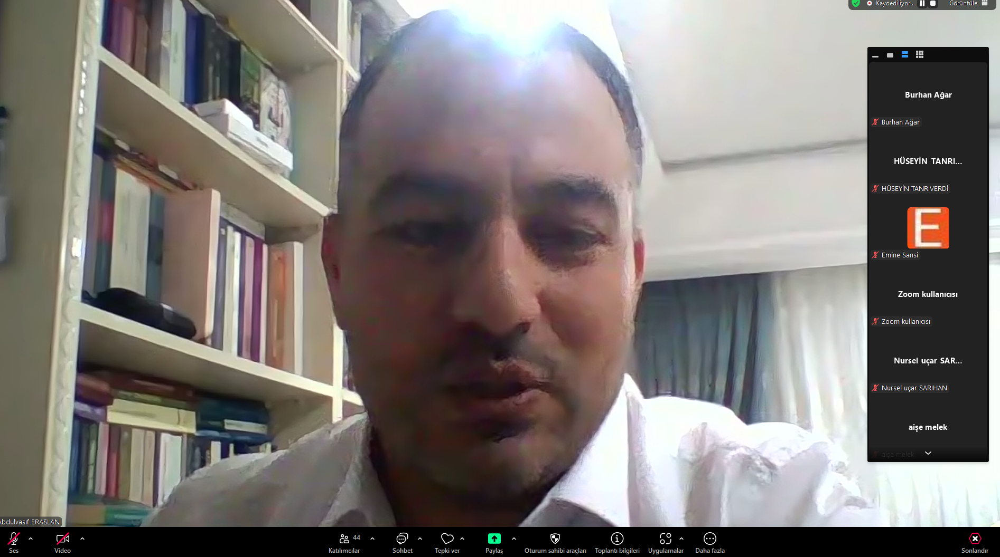 Kaydediliyor...
Görüntüle
Burhan Ağar
Burhan Ağar
HÜSEYİN TANRI...
HÜSEYİN TANRIVERDİ
E
Emine Sansi
Zoom kullanıcısı
Zoom kullanıcısı
Nursel uçar SAR...
Nursel uçar SARIHAN
aişe melek
aişe melek
Abdulvasıf ERASLAN
Ses
Video
44
Katılımcılar
Sohbet
Tepki ver
Paylaş
Oturum sahibi araçları
Toplantı bilgileri
Uygulamalar
Daha fazla
Sonlandır